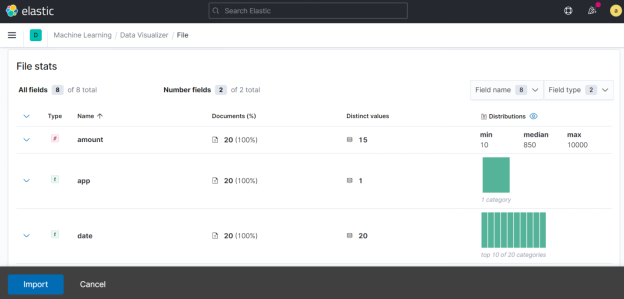 elastic
Search Elastic
a
D Machine Learning / Data Visualizer / File
File stats
All fields 8 of 8 total Number fields 2 of 2 total Field name 8 Field type 2
Type Name ↑ Documents (%) Distinct values Distributions
# amount 20 (100%) 15
min median max
10 850 10000
t app 20 (100%) 1
1 category
t date 20 (100%) 20
top 10 of 20 categories
Import Cancel